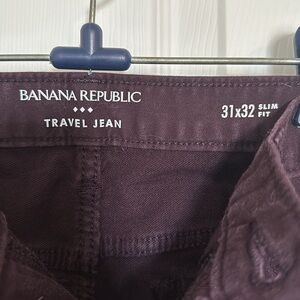 BANANA REPUBLIC
TRAVEL JEAN
31x32 SLIM FIT